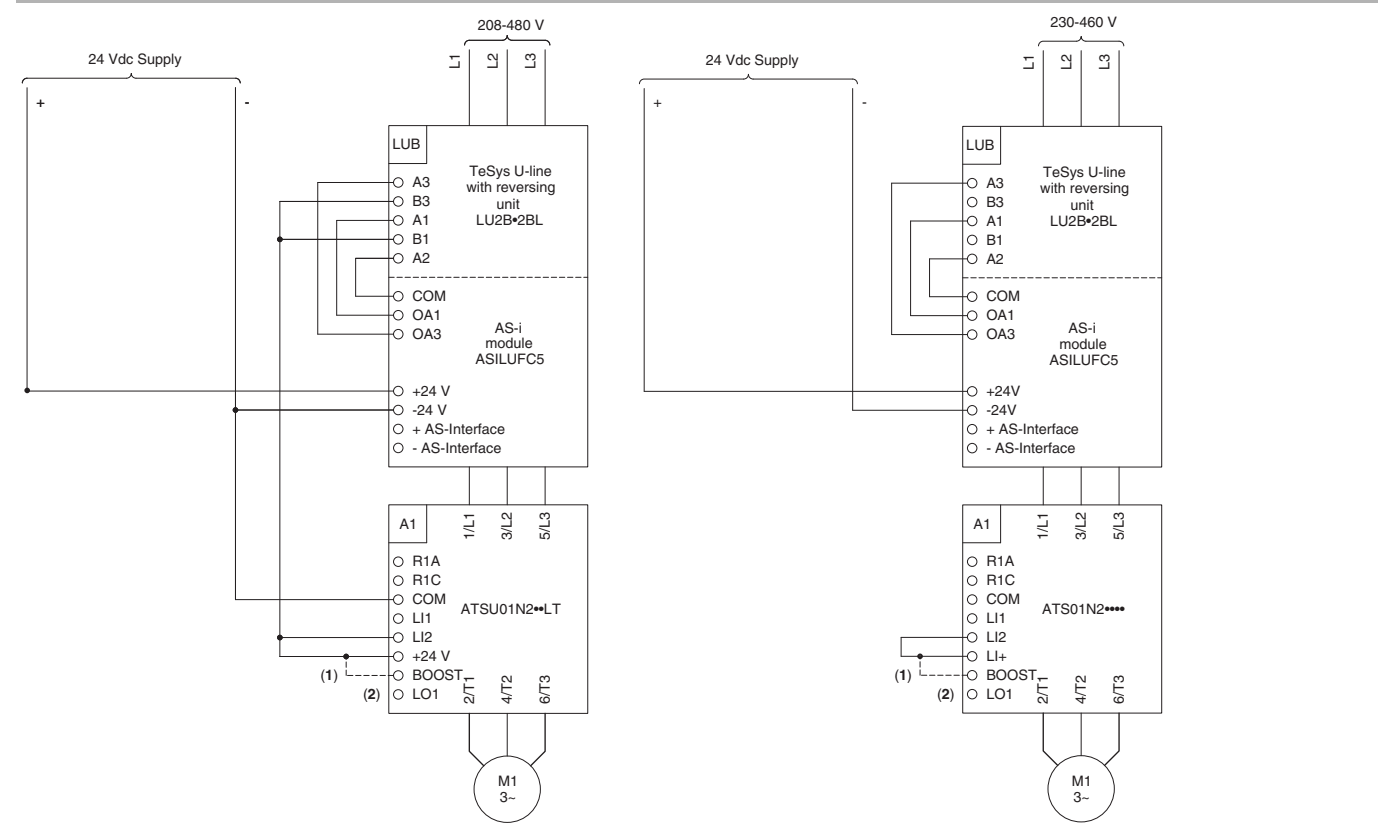 208-480 V
24 Vdc Supply
+
-
L1
L2
L3
LUB
TeSys U-line
with reversing
unit
LU2B•2BL
A3
B3
A1
B1
A2
COM
OA1
OA3
AS-i
module
ASILUFC5
+24 V
-24 V
+ AS-Interface
- AS-Interface
A1
1/L1
3/L2
5/L3
R1A
R1C
COM
ATSU01N2••LT
LI1
LI2
+24 V
(1)
BOOST
(2)
LO1
2/T1
4/T2
6/T3
M1
3~
230-460 V
24 Vdc Supply
+
-
L1
L2
L3
LUB
TeSys U-line
with reversing
unit
LU2B•2BL
A3
B3
A1
B1
A2
COM
OA1
OA3
AS-i
module
ASILUFC5
+24V
-24V
+ AS-Interface
- AS-Interface
A1
1/L1
3/L2
5/L3
R1A
R1C
COM
ATS01N2••••
LI1
LI2
LI+
(1)
BOOST
(2)
LO1
2/T1
4/T2
6/T3
M1
3~